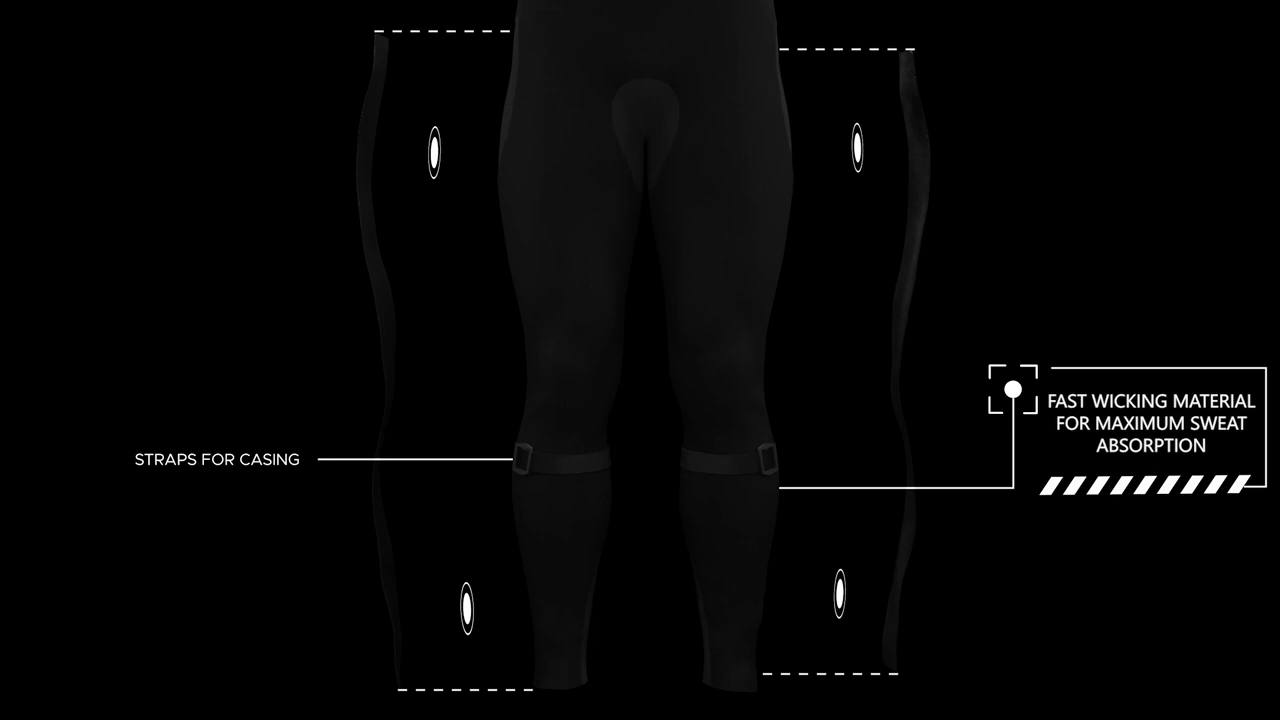 STRAPS FOR CASING
FAST WICKING MATERIAL
FOR MAXIMUM SWEAT
ABSORPTION